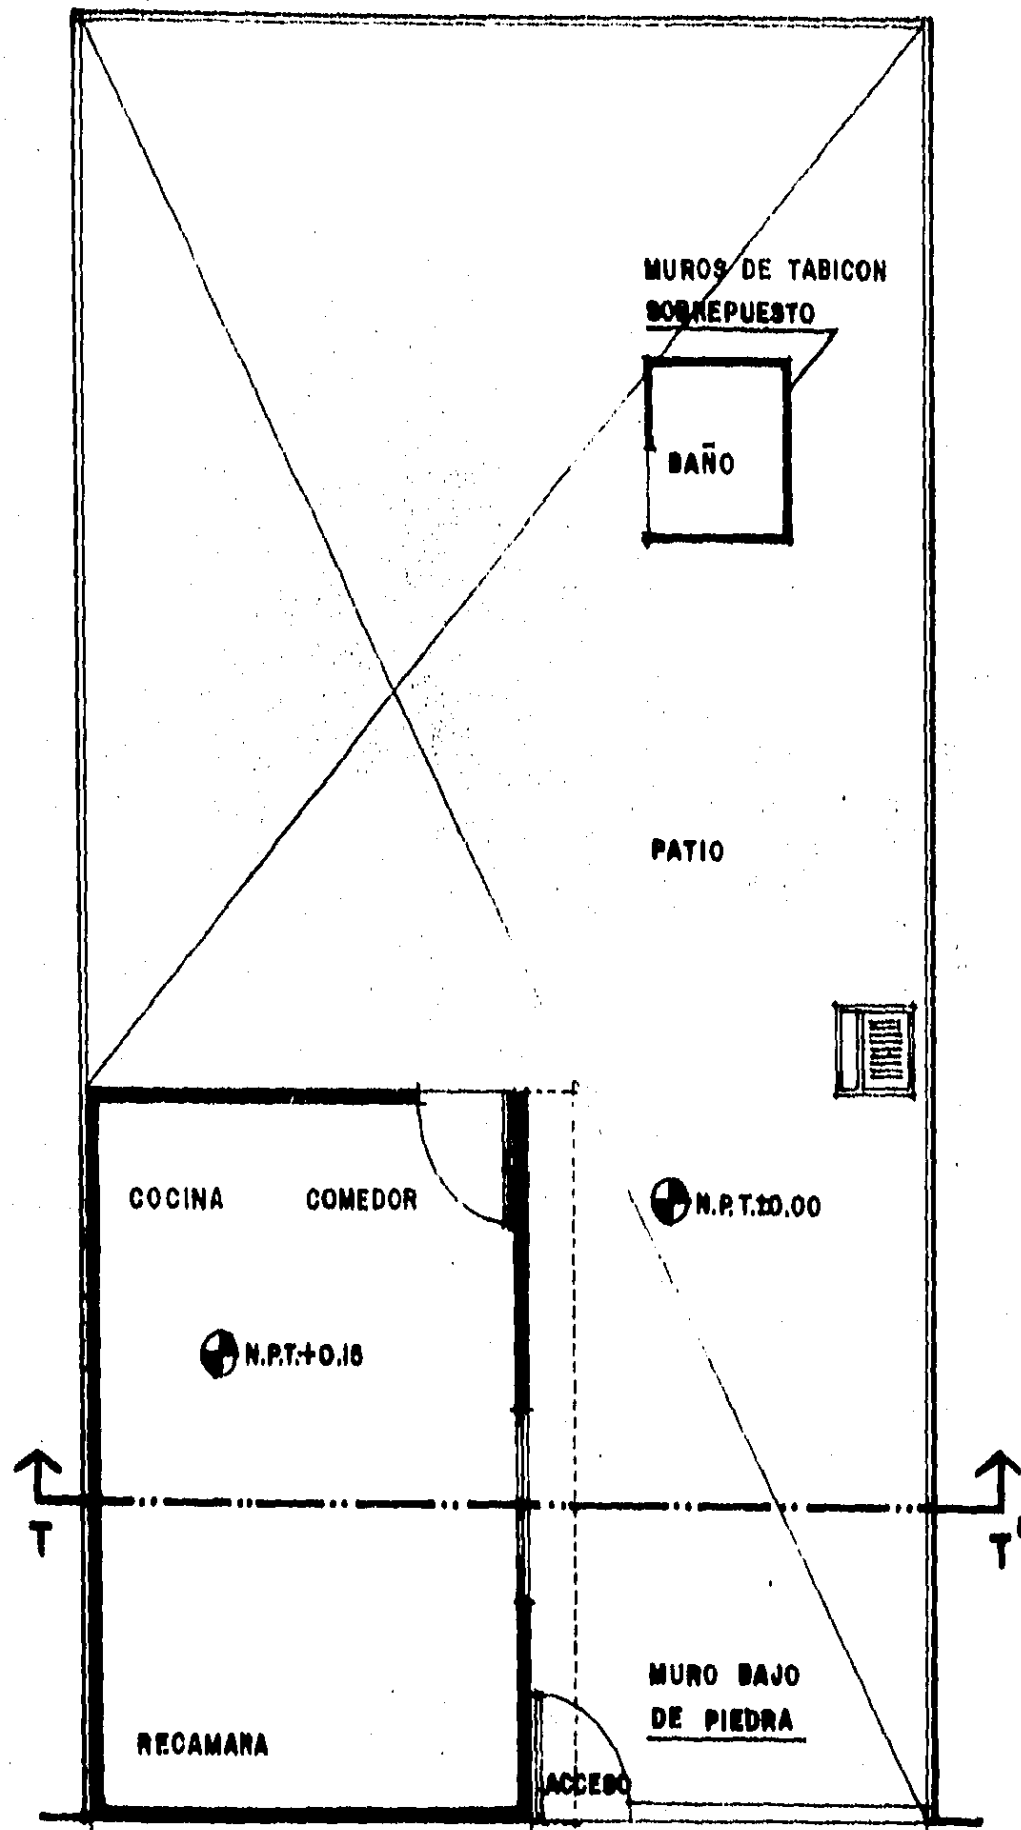 MUROS DE TABICON
SOBREPUESTO
BAÑO
PATIO
COCINA COMEDOR
N.P.T.±0.00
N.P.T.+0.15
T
T'
MURO BAJO
DE PIEDRA
RECAMARA
ACCESO